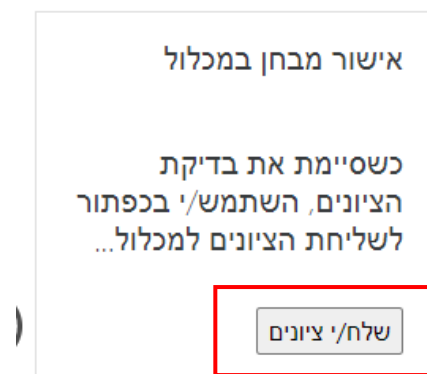 אישור מבחן במכלול
כשסיימת את בדיקת
הציונים, השתמש/י בכפתור
לשליחת הציונים למכלול...
שלח/י ציונים